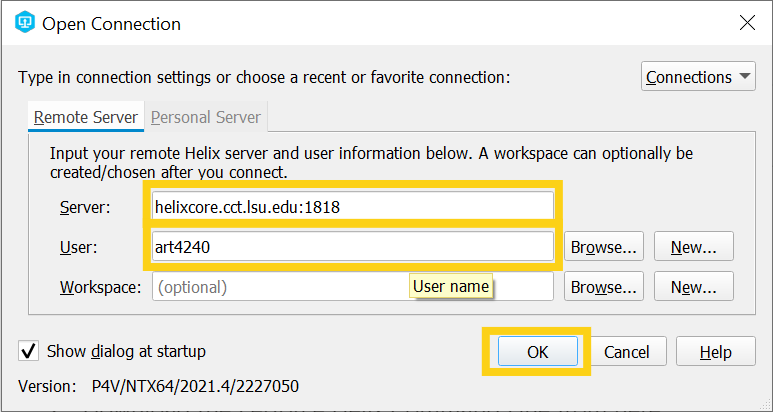 Open Connection
Type in connection settings or choose a recent or favorite connection:
Connections
Remote Server Personal Server
Input your remote Helix server and user information below. A workspace can optionally be
created/chosen after you connect.
Server: helixcore.cct.lsu.edu:1818
User: art4240 Browse... New...
Workspace: (optional) User name Browse... New...
Show dialog at startup
OK Cancel Help
Version: P4V/NTX64/2021.4/2227050